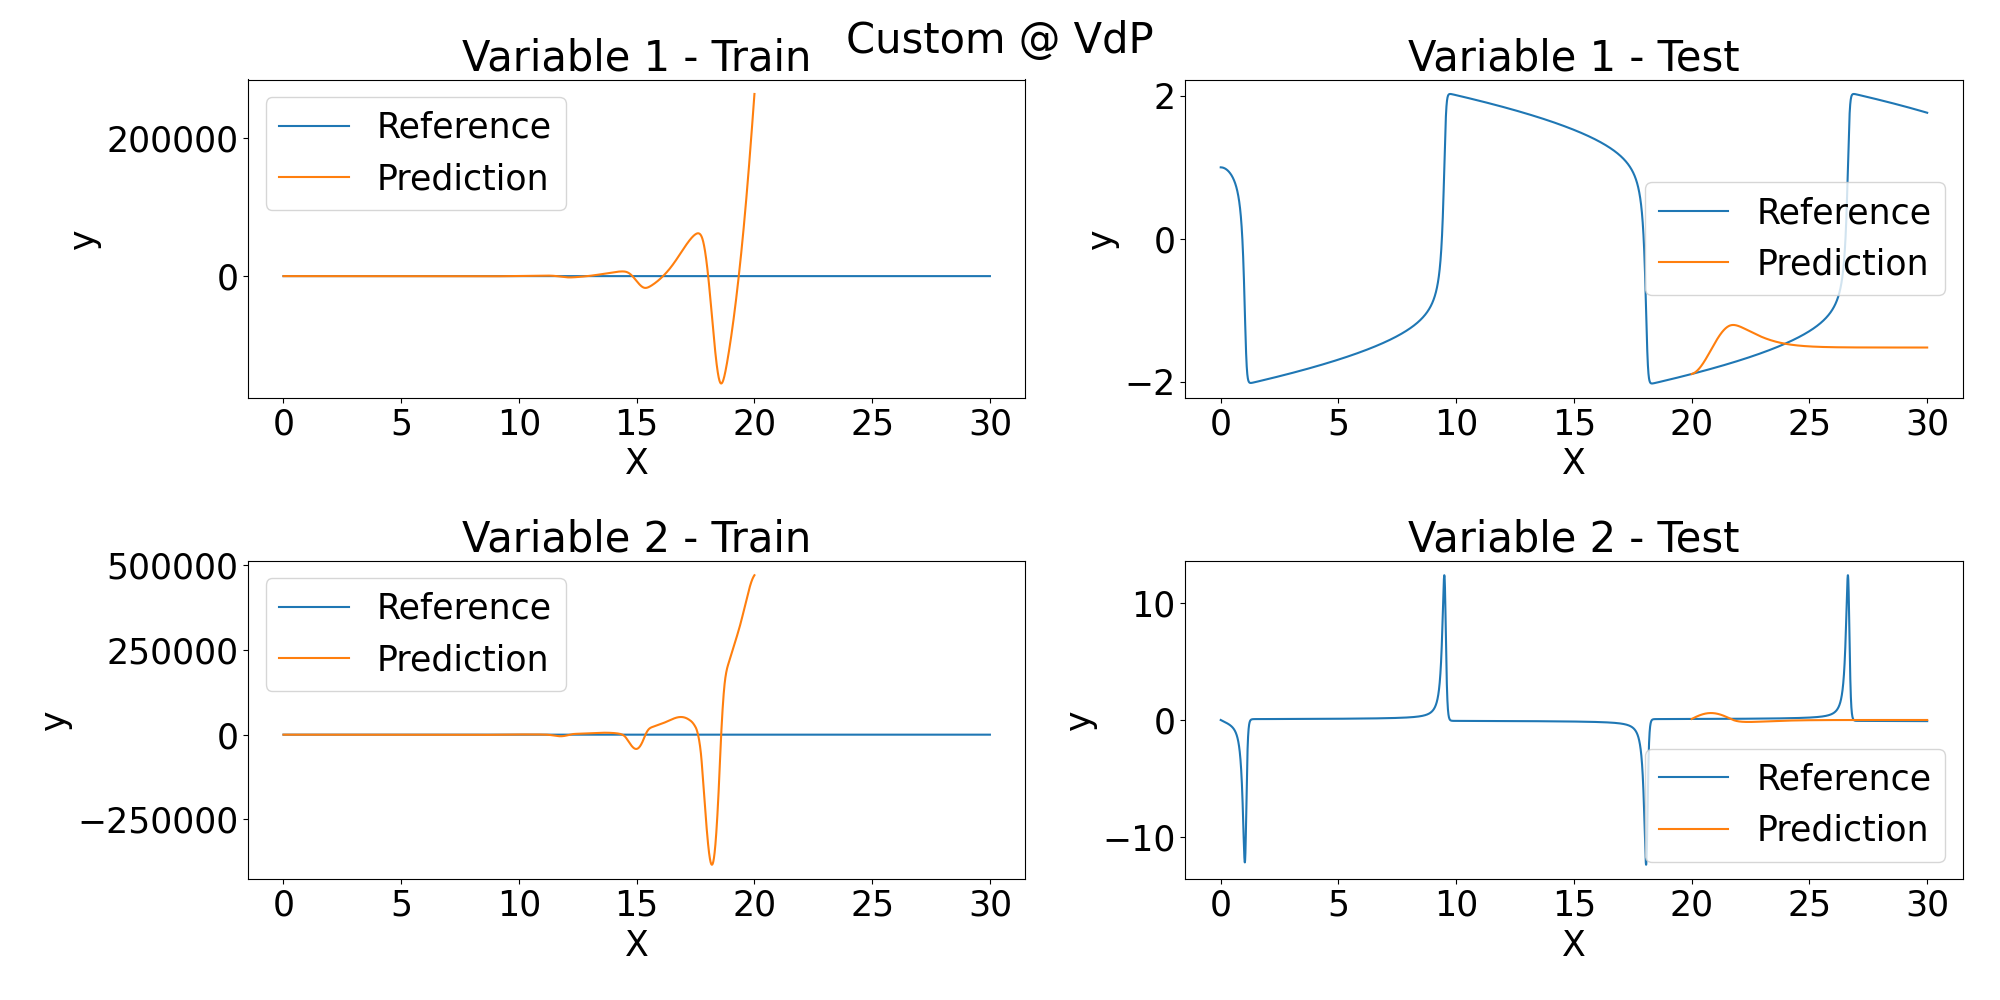 Custom @ VdP
Variable 1 - Train
200000
0
y
Reference
Prediction
0 5 10 15 20 25 30
X
Variable 1 - Test
2
0
−2
y
Reference
Prediction
0 5 10 15 20 25 30
X
Variable 2 - Train
500000
250000
0
−250000
y
Reference
Prediction
0 5 10 15 20 25 30
X
Variable 2 - Test
10
0
−10
y
Reference
Prediction
0 5 10 15 20 25 30
X